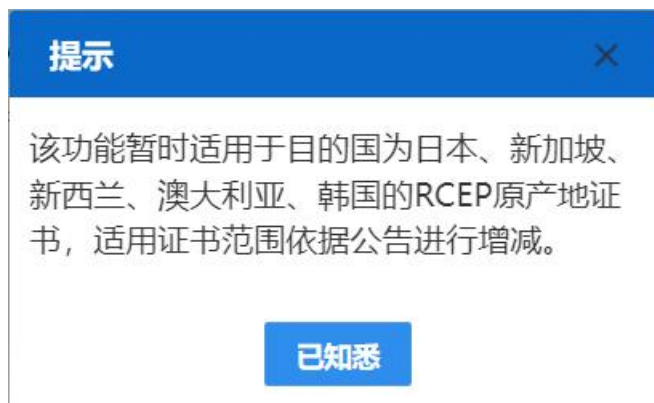 提示
该功能暂时适用于目的国为日本、新加坡、
新西兰、澳大利亚、韩国的RCEP原产地证
书，适用证书范围依据公告进行增减。
已知悉